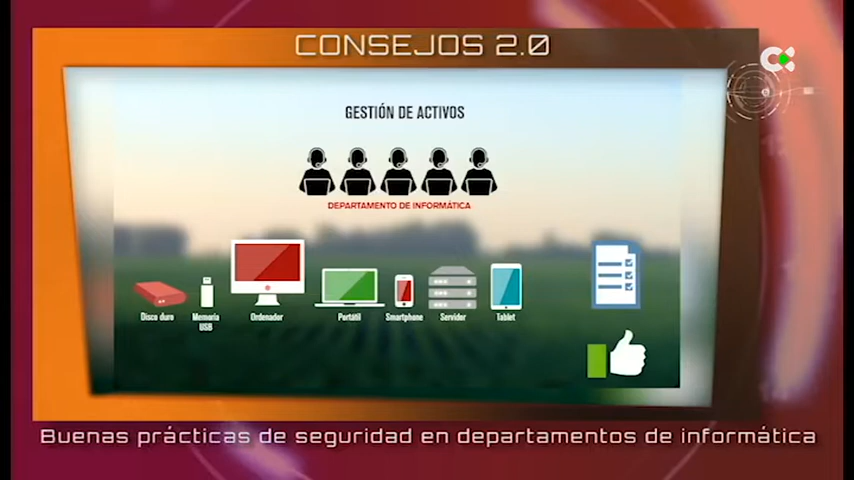 CONSEJOS 2.0
GESTIÓN DE ACTIVOS
DEPARTAMENTO DE INFORMÁTICA
Disco duro
Memoria
USB
Ordenador
Portátil
Smartphone
Servidor
Tablet
Buenas prácticas de seguridad en departamentos de informática